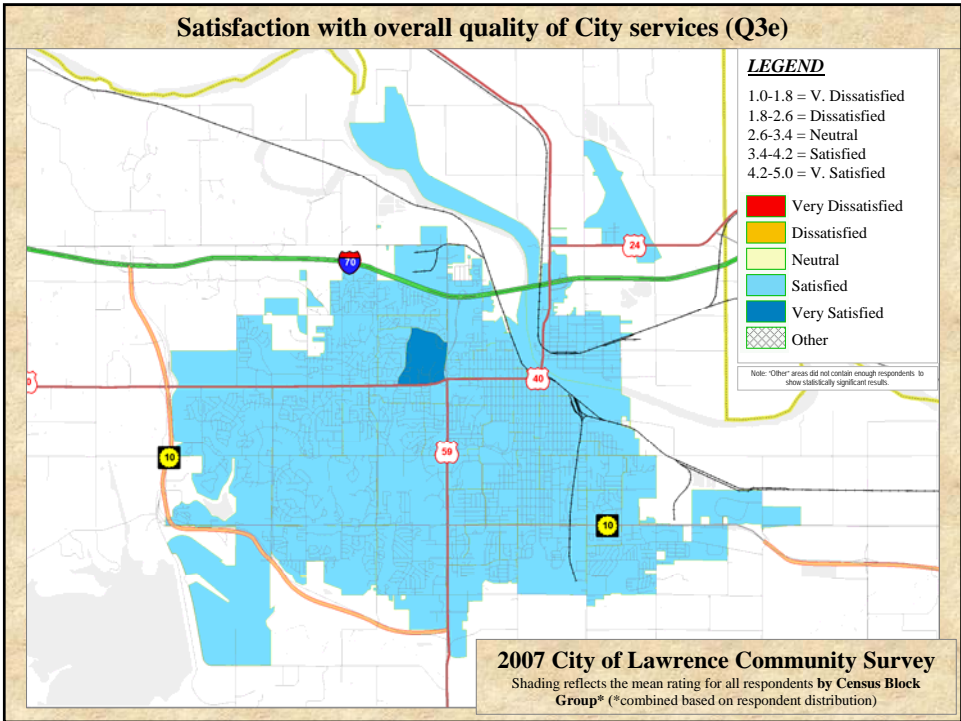 Satisfaction with overall quality of City services (Q3e)
LEGEND
1.0-1.8 = V. Dissatisfied
1.8-2.6 = Dissatisfied
2.6-3.4 = Neutral
3.4-4.2 = Satisfied
4.2-5.0 = V. Satisfied
Very Dissatisfied
Dissatisfied
Neutral
Satisfied
Very Satisfied
Other
Note: "Other" areas did not contain enough respondents to
show statistically significant results.
24
70
0
40
59
10
10
2007 City of Lawrence Community Survey
Shading reflects the mean rating for all respondents by Census Block
Group* (*combined based on respondent distribution)